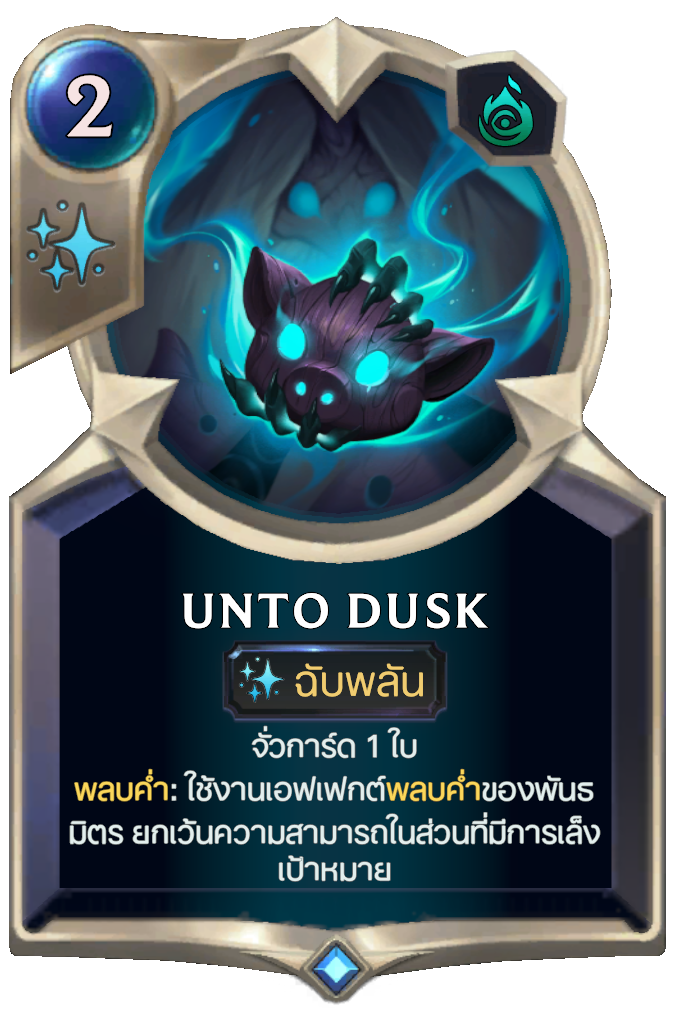 2
UNTO DUSK
ฉับพลัน
จั่วการ์ด 1 ใบ
พลบค่ำ: ใช้งานเอฟเฟกต์พลบค่ำของพันธ
มิตร ยกเว้นความสามารถในส่วนที่มีการเล็ง
เป้าหมาย